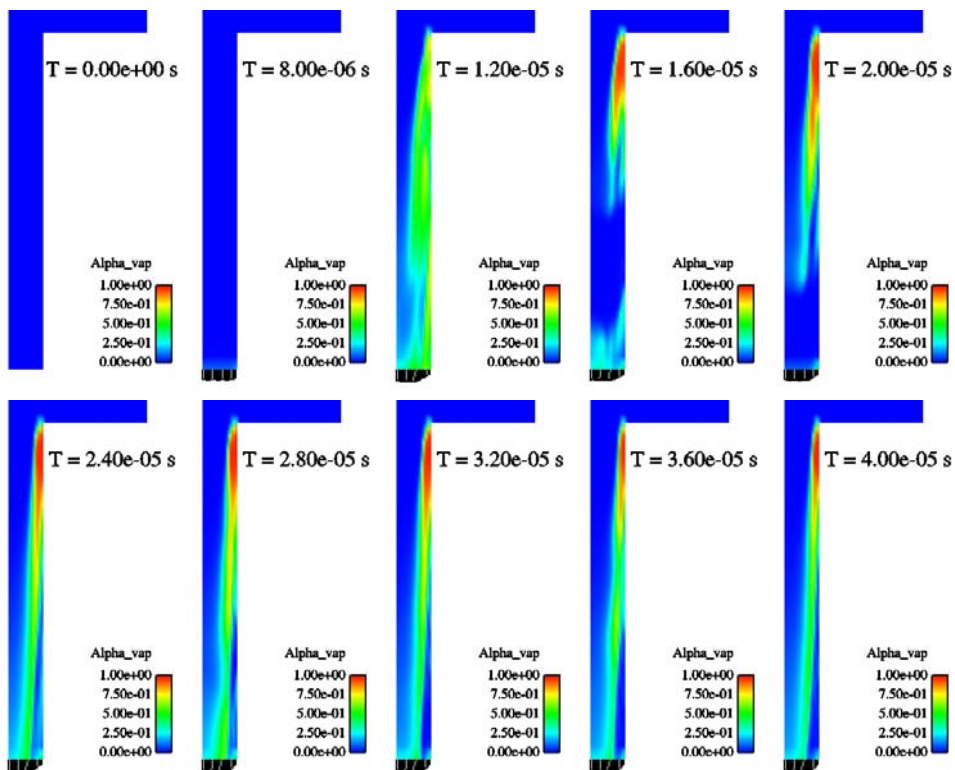 T = 0.00e+00 s
T = 8.00e-06 s
T = 1.20e-05 s
T = 1.60e-05 s
T = 2.00e-05 s
Alpha_vap
1.00e+00
7.50e-01
5.00e-01
2.50e-01
0.00e+00
Alpha_vap
1.00e+00
7.50e-01
5.00e-01
2.50e-01
0.00e+00
Alpha_vap
1.00e+00
7.50e-01
5.00e-01
2.50e-01
0.00e+00
Alpha_vap
1.00e+00
7.50e-01
5.00e-01
2.50e-01
0.00e+00
Alpha_vap
1.00e+00
7.50e-01
5.00e-01
2.50e-01
0.00e+00
T = 2.40e-05 s
T = 2.80e-05 s
T = 3.20e-05 s
T = 3.60e-05 s
T = 4.00e-05 s
Alpha_vap
1.00e+00
7.50e-01
5.00e-01
2.50e-01
0.00e+00
Alpha_vap
1.00e+00
7.50e-01
5.00e-01
2.50e-01
0.00e+00
Alpha_vap
1.00e+00
7.50e-01
5.00e-01
2.50e-01
0.00e+00
Alpha_vap
1.00e+00
7.50e-01
5.00e-01
2.50e-01
0.00e+00
Alpha_vap
1.00e+00
7.50e-01
5.00e-01
2.50e-01
0.00e+00